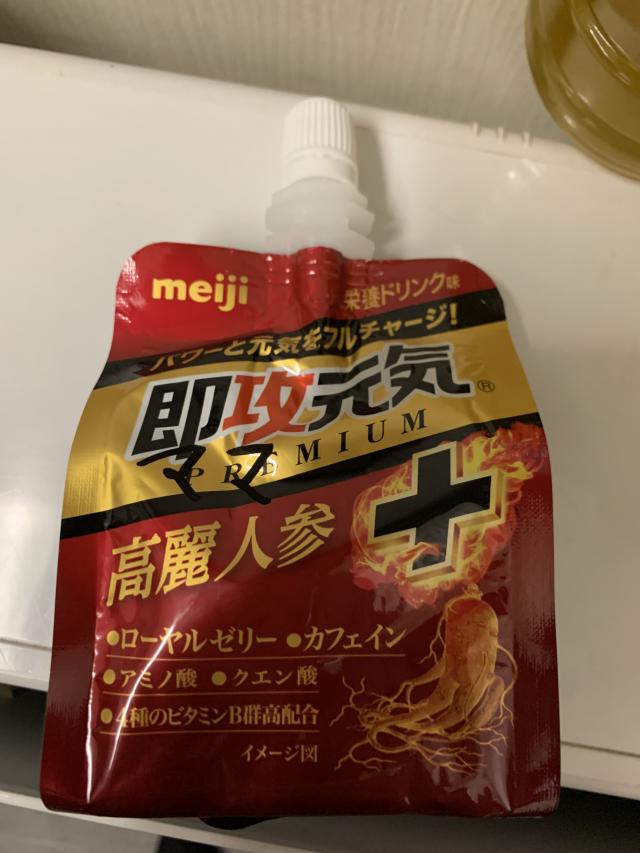 meiji
栄養ドリンク味
パワーと元気をフルチャージ!
即攻元気®
PREMIUM
ママ
高麗人参
●ローヤルゼリー ●カフェイン
●アミノ酸 ●クエン酸
●4種のビタミンB群高配合
イメージ図